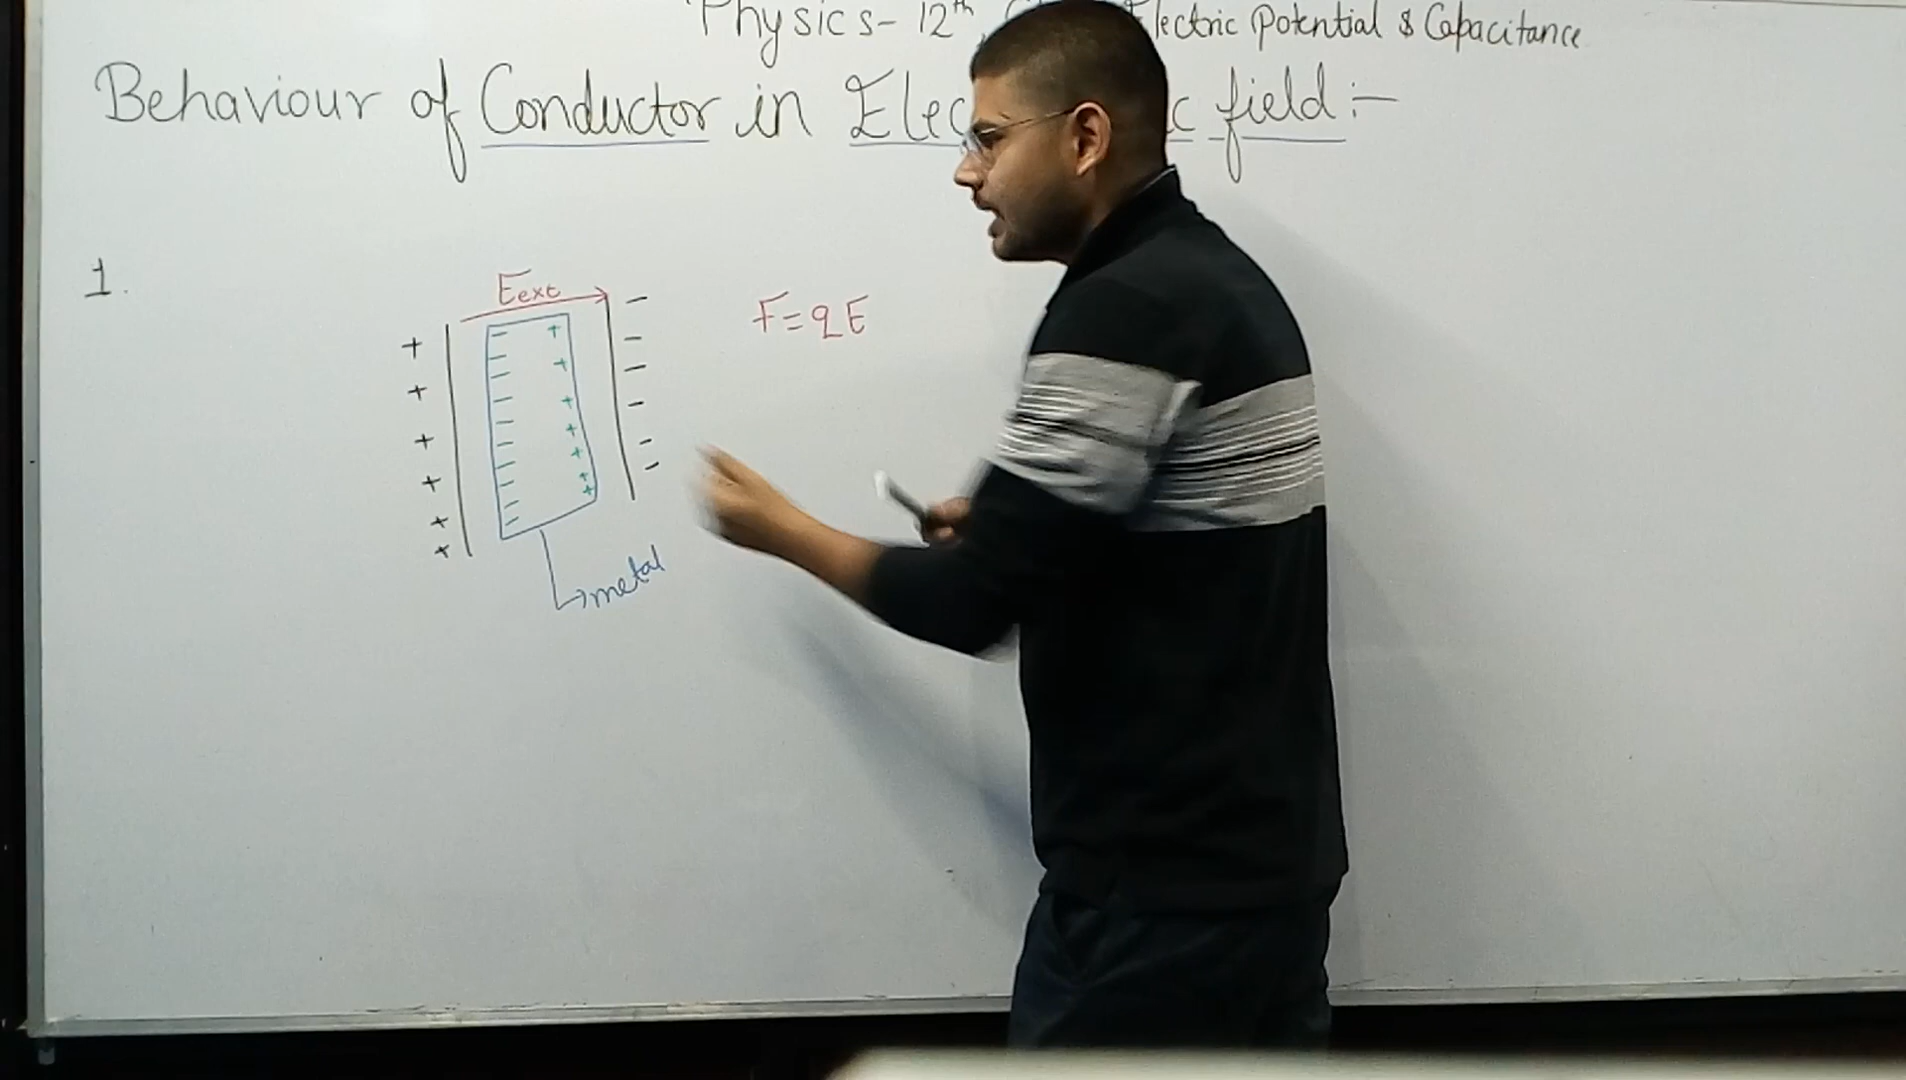 Physics- 12th, lectric Potential & Capacitance
Behaviour of Conductor in Elec c field :-
1.
Eext
F = qE
+ + + + + +
- - - - - -
+ + + + + + +
metal